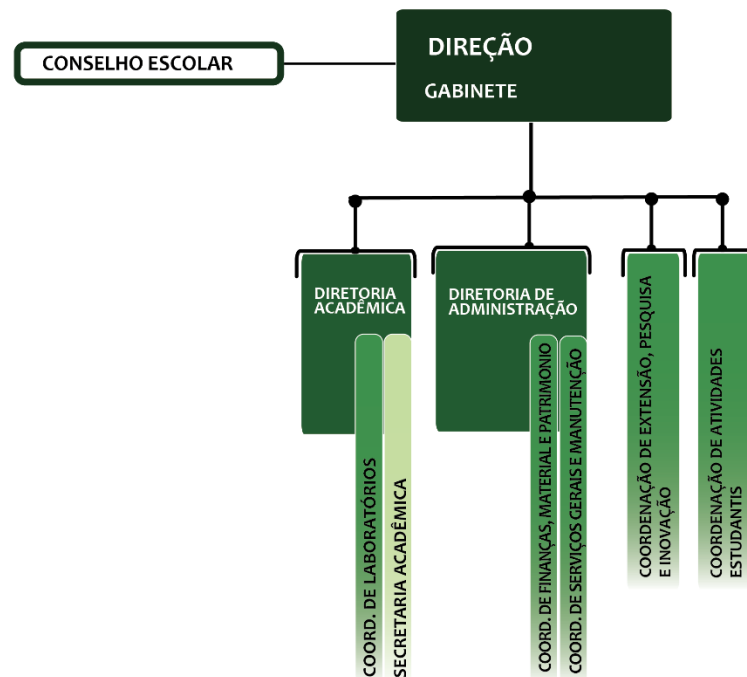 DIREÇÃO
CONSELHO ESCOLAR
GABINETE
DIRETORIA
ACADÊMICA
COORD. DE LABORATÓRIOS
SECRETARIA ACADÊMICA
DIRETORIA DE
ADMINISTRAÇÃO
COORD. DE FINANÇAS, MATERIAL E PATRIMONIO
COORD. DE SERVIÇOS GERAIS E MANUTENÇÃO
COORDENAÇÃO DE EXTENSÃO, PESQUISA
E INOVAÇÃO
COORDENAÇÃO DE ATIVIDADES
ESTUDANTIS